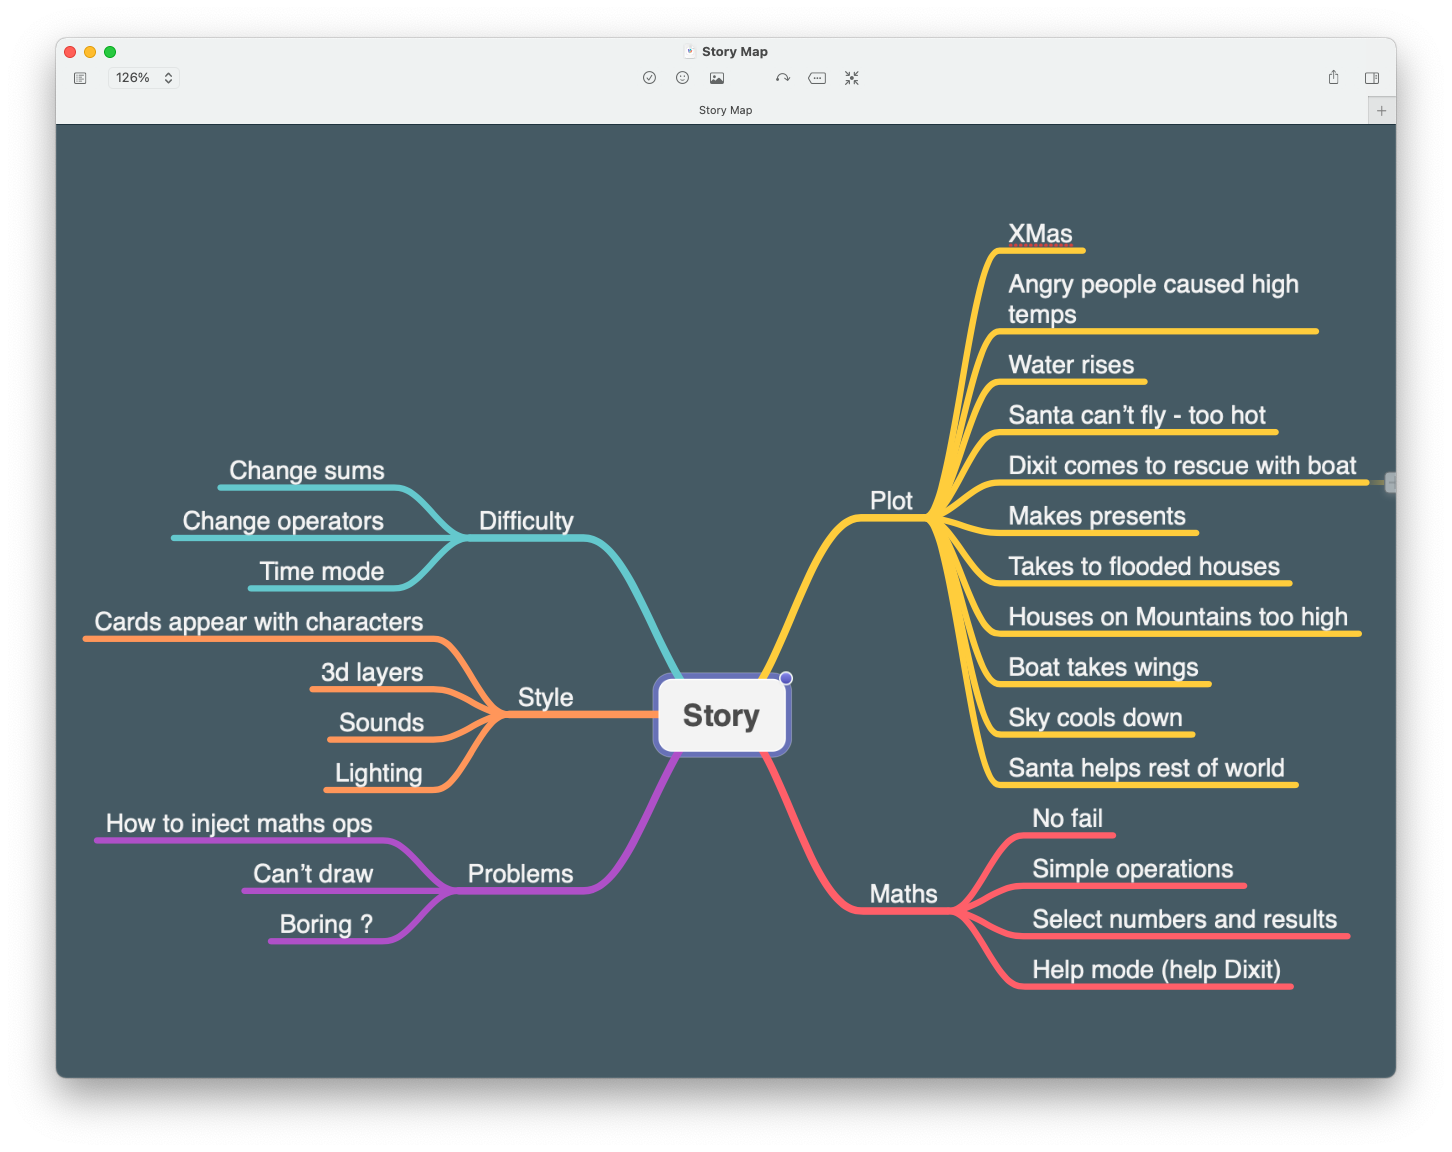 Story Map
126%
Story Map
Story
Plot
XMas
Angry people caused high
temps
Water rises
Santa can’t fly - too hot
Dixit comes to rescue with boat
Makes presents
Takes to flooded houses
Houses on Mountains too high
Boat takes wings
Sky cools down
Santa helps rest of world
Maths
No fail
Simple operations
Select numbers and results
Help mode (help Dixit)
Difficulty
Change sums
Change operators
Time mode
Style
Cards appear with characters
3d layers
Sounds
Lighting
Problems
How to inject maths ops
Can’t draw
Boring ?